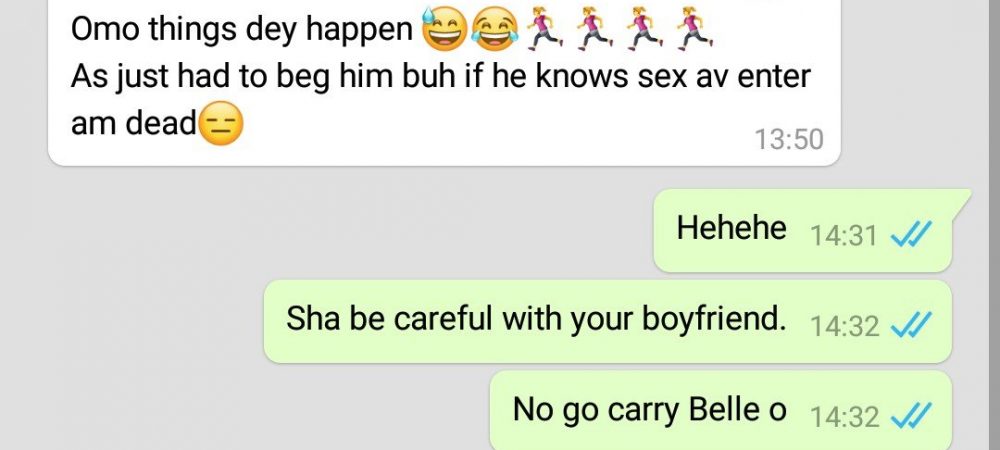 Omo things dey happen 😅😂🏃‍♀️🏃‍♀️🏃‍♀️🏃‍♀️
As just had to beg him buh if he knows sex av enter
am dead😑
13:50
Hehehe 14:31
Sha be careful with your boyfriend. 14:32
No go carry Belle o 14:32